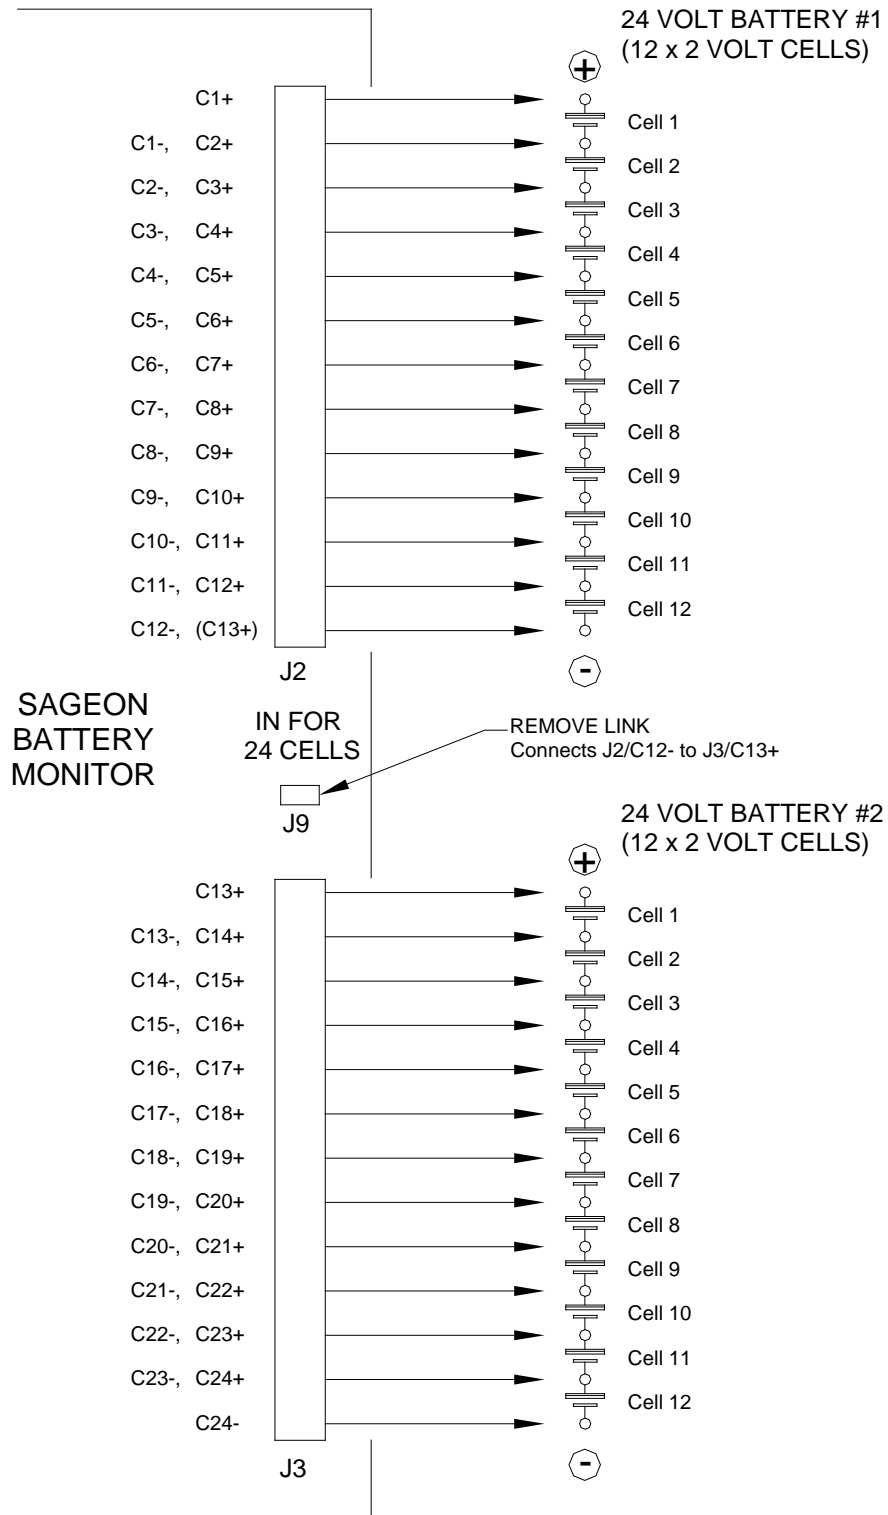 24 VOLT BATTERY #1
(12 x 2 VOLT CELLS)
+
C1+
Cell 1
C1-, C2+
Cell 2
C2-, C3+
Cell 3
C3-, C4+
Cell 4
C4-, C5+
Cell 5
C5-, C6+
Cell 6
C6-, C7+
Cell 7
C7-, C8+
Cell 8
C8-, C9+
Cell 9
C9-, C10+
Cell 10
C10-, C11+
Cell 11
C11-, C12+
Cell 12
C12-, (C13+)
J2
-
SAGEON
BATTERY
MONITOR
IN FOR
24 CELLS
REMOVE LINK
Connects J2/C12- to J3/C13+
J9
24 VOLT BATTERY #2
(12 x 2 VOLT CELLS)
+
C13+
Cell 1
C13-, C14+
Cell 2
C14-, C15+
Cell 3
C15-, C16+
Cell 4
C16-, C17+
Cell 5
C17-, C18+
Cell 6
C18-, C19+
Cell 7
C19-, C20+
Cell 8
C20-, C21+
Cell 9
C21-, C22+
Cell 10
C22-, C23+
Cell 11
C23-, C24+
Cell 12
C24-
J3
-